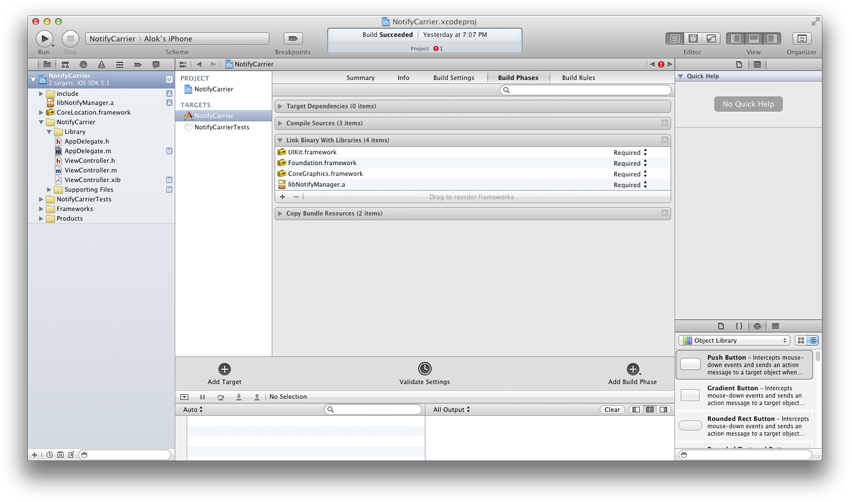 NotifyCarrier.xcodeproj
Run
Stop
NotifyCarrier
Alok's iPhone
Scheme
Breakpoints
Build Succeeded | Yesterday at 7:07 PM
Project 1
Editor
View
Organizer
NotifyCarrier
2 targets, iOS SDK 5.1
M
include
A
libNotifyManager.a
A
CoreLocation.framework
NotifyCarrier
Library
AppDelegate.h
AppDelegate.m
M
ViewController.h
ViewController.m
ViewController.xib
M
Supporting Files
M
NotifyCarrierTests
Frameworks
Products
NotifyCarrier
PROJECT
NotifyCarrier
TARGETS
NotifyCarrier
NotifyCarrierTests
Summary
Info
Build Settings
Build Phases
Build Rules
Target Dependencies (0 items)
Compile Sources (3 items)
Link Binary With Libraries (4 items)
UIKit.framework
Required
Foundation.framework
Required
CoreGraphics.framework
Required
libNotifyManager.a
Required
Drag to reorder frameworks
Copy Bundle Resources (2 items)
Add Target
Validate Settings
Add Build Phase
No Selection
Auto
All Output
Clear
Quick Help
No Quick Help
Object Library
Push Button – Intercepts mouse-
down events and sends an action
message to a target object when...
Gradient Button – Intercepts
mouse-down events and sends an
action message to a target object...
Rounded Rect Button – Intercepts
mouse-down events and sends an
action message to a target object...